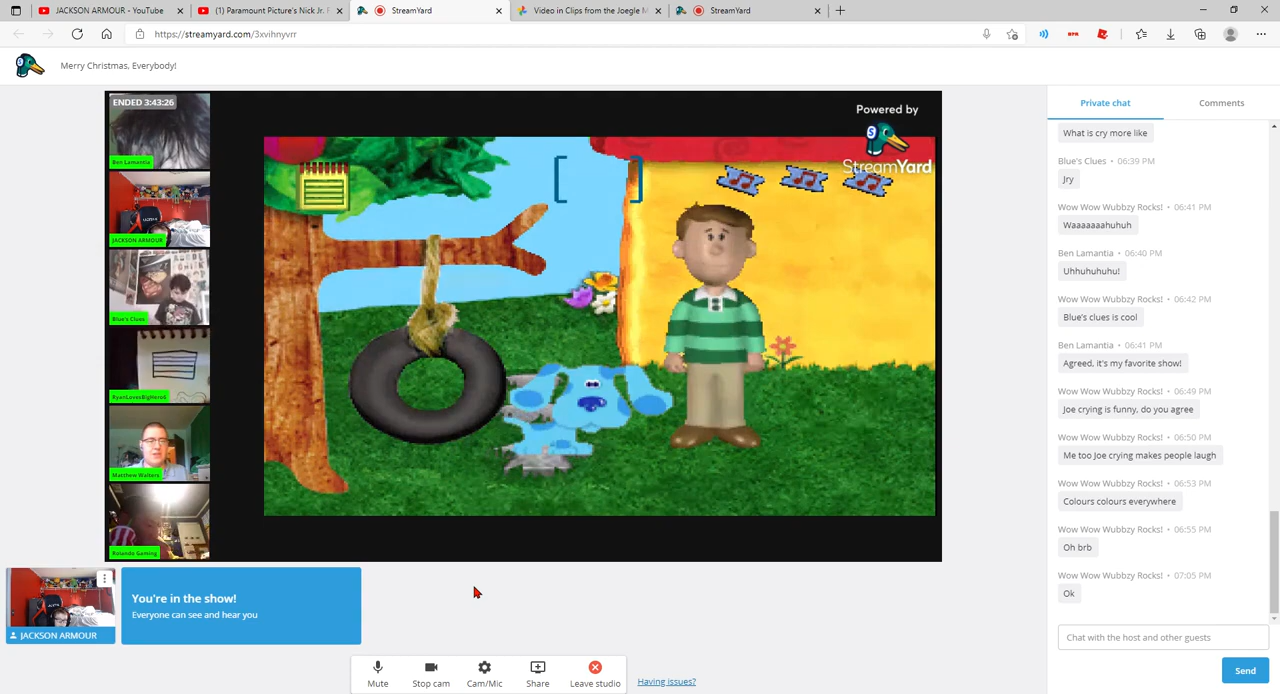 JACKSON ARMOUR - YouTube
(1) Paramount Picture's Nick Jr. F
StreamYard
Video in Clips from the Joegle M
StreamYard
https://streamyard.com/3xvihnyvrr
Merry Christmas, Everybody!
ENDED 3:43:26
Ben Lamantia
JACKSON ARMOUR
Blue's Clues
RyanLovesBigHero6
Matthew Walters
Rolando Gaming
Powered by
StreamYard
JACKSON ARMOUR
You're in the show!
Everyone can see and hear you
Mute
Stop cam
Cam/Mic
Share
Leave studio
Having issues?
Private chat
Comments
What is cry more like
Blue's Clues • 06:39 PM
Jry
Wow Wow Wubbzy Rocks! • 06:41 PM
Waaaaaaahuhuh
Ben Lamantia • 06:40 PM
Uhhuhuhuhu!
Wow Wow Wubbzy Rocks! • 06:42 PM
Blue's clues is cool
Ben Lamantia • 06:41 PM
Agreed, it's my favorite show!
Wow Wow Wubbzy Rocks! • 06:49 PM
Joe crying is funny, do you agree
Wow Wow Wubbzy Rocks! • 06:50 PM
Me too Joe crying makes people laugh
Wow Wow Wubbzy Rocks! • 06:53 PM
Colours colours everywhere
Wow Wow Wubbzy Rocks! • 06:55 PM
Oh brb
Wow Wow Wubbzy Rocks! • 07:05 PM
Ok
Chat with the host and other guests
Send